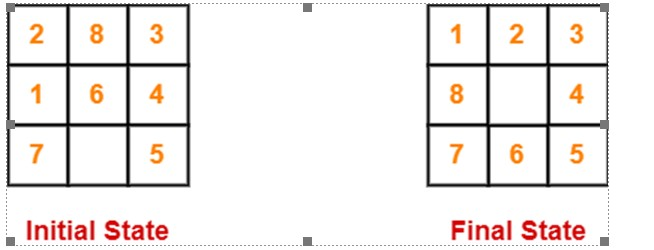 2 8 3 1 2 3
1 6 4 8 4
7 5 7 6 5
Initial State Final State